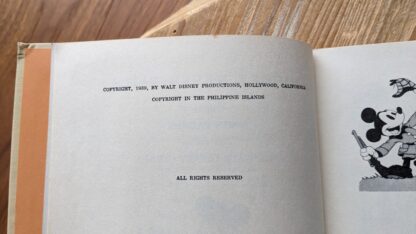 COPYRIGHT, 1939, BY WALT DISNEY PRODUCTIONS, HOLLYWOOD, CALIFORNIA
COPYRIGHT IN THE PHILIPPINE ISLANDS
ALL RIGHTS RESERVED